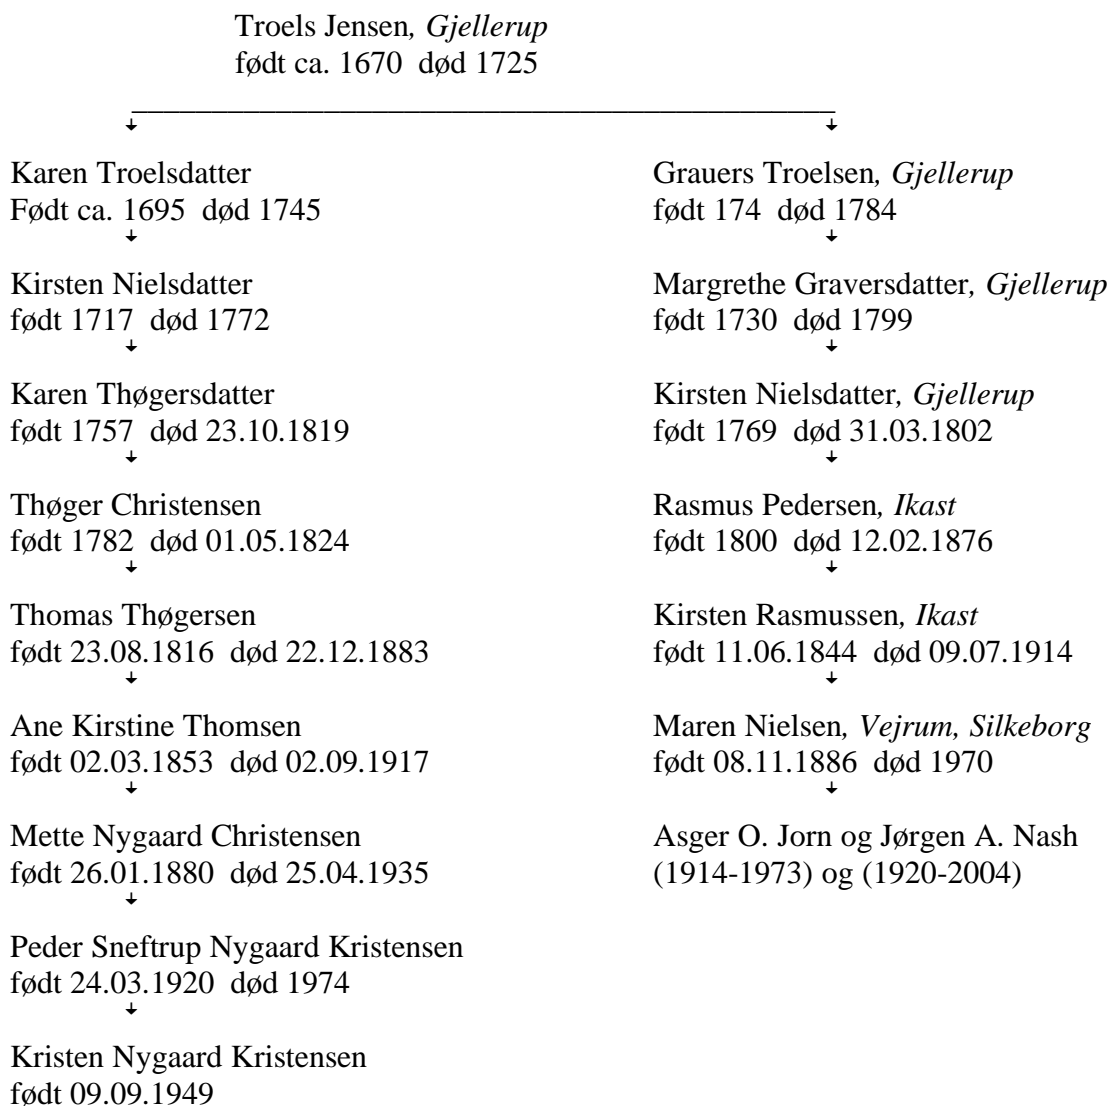 Troels Jensen, Gjellerup
født ca. 1670 død 1725
Karen Troelsdatter
Født ca. 1695 død 1745
Kirsten Nielsdatter
født 1717 død 1772
Karen Thøgersdatter
født 1757 død 23.10.1819
Thøger Christensen
født 1782 død 01.05.1824
Thomas Thøgersen
født 23.08.1816 død 22.12.1883
Ane Kirstine Thomsen
født 02.03.1853 død 02.09.1917
Mette Nygaard Christensen
født 26.01.1880 død 25.04.1935
Peder Sneftrup Nygaard Kristensen
født 24.03.1920 død 1974
Kristen Nygaard Kristensen
født 09.09.1949
Grauers Troelsen, Gjellerup
født 174 død 1784
Margrethe Graversdatter, Gjellerup
født 1730 død 1799
Kirsten Nielsdatter, Gjellerup
født 1769 død 31.03.1802
Rasmus Pedersen, Ikast
født 1800 død 12.02.1876
Kirsten Rasmussen, Ikast
født 11.06.1844 død 09.07.1914
Maren Nielsen, Vejrum, Silkeborg
født 08.11.1886 død 1970
Asger O. Jorn og Jørgen A. Nash
(1914-1973) og (1920-2004)